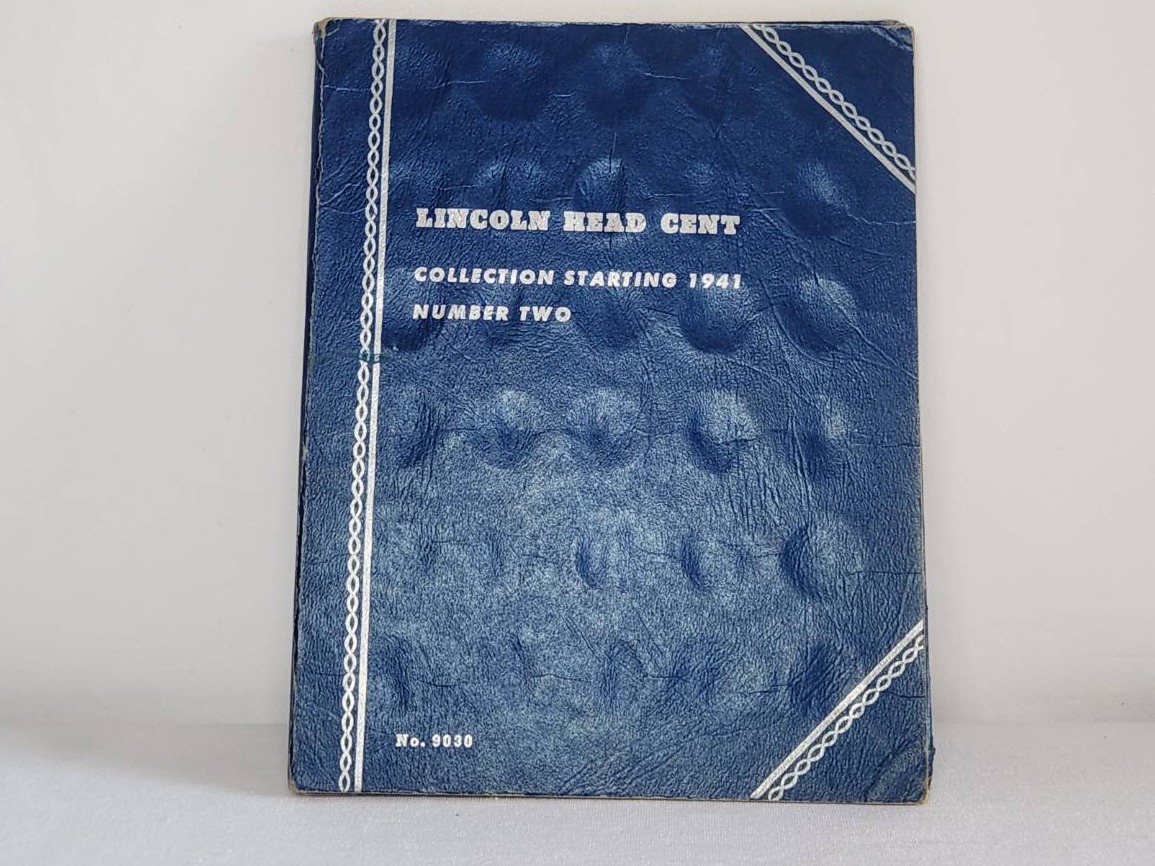 LINCOLN HEAD CENT
COLLECTION STARTING 1941
NUMBER TWO
No. 9030